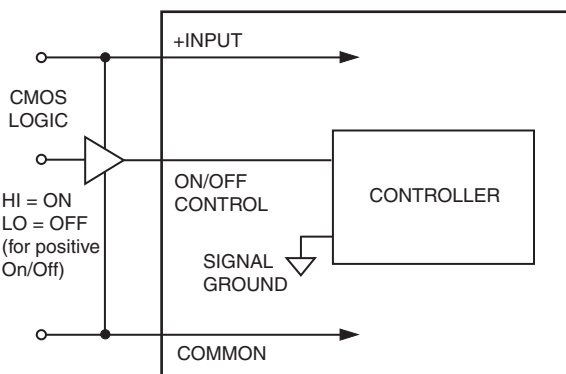 +INPUT
CMOS
LOGIC
HI = ON
LO = OFF
(for positive
On/Off)
ON/OFF
CONTROL
CONTROLLER
SIGNAL
GROUND
COMMON